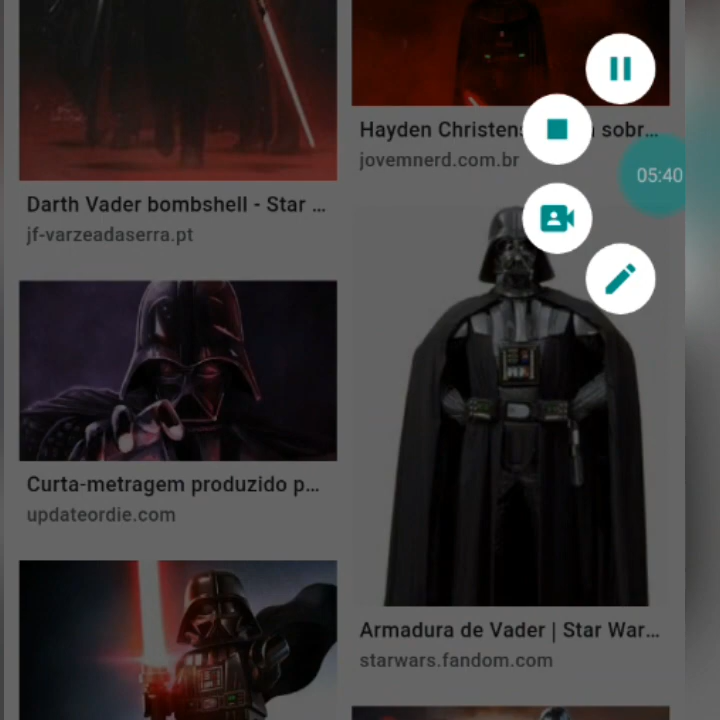 Darth Vader bombshell - Star ...
jf-varzeadaserra.pt
Curta-metragem produzido p...
updateordie.com
Hayden Christens
sobr...
jovemnerd.com.br
05:40
Armadura de Vader | Star War...
starwars.fandom.com